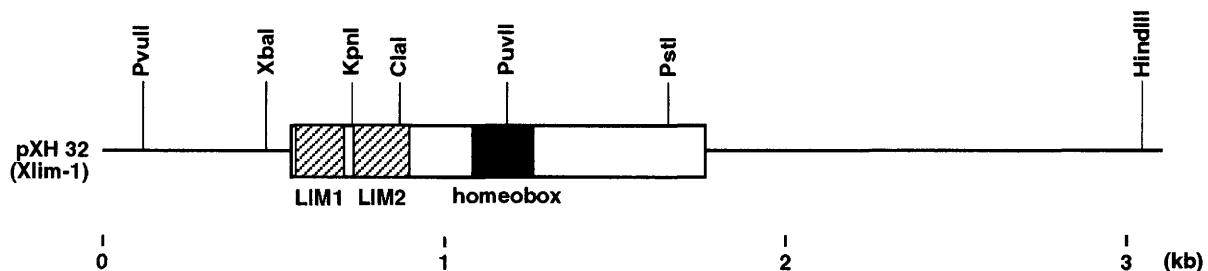 PvuII
XbaI
KpnI
ClaI
PuvII
PstI
HindIII
pXH 32
(Xlim-1)
LIM1 LIM2 homeobox
0 1 2 3 (kb)